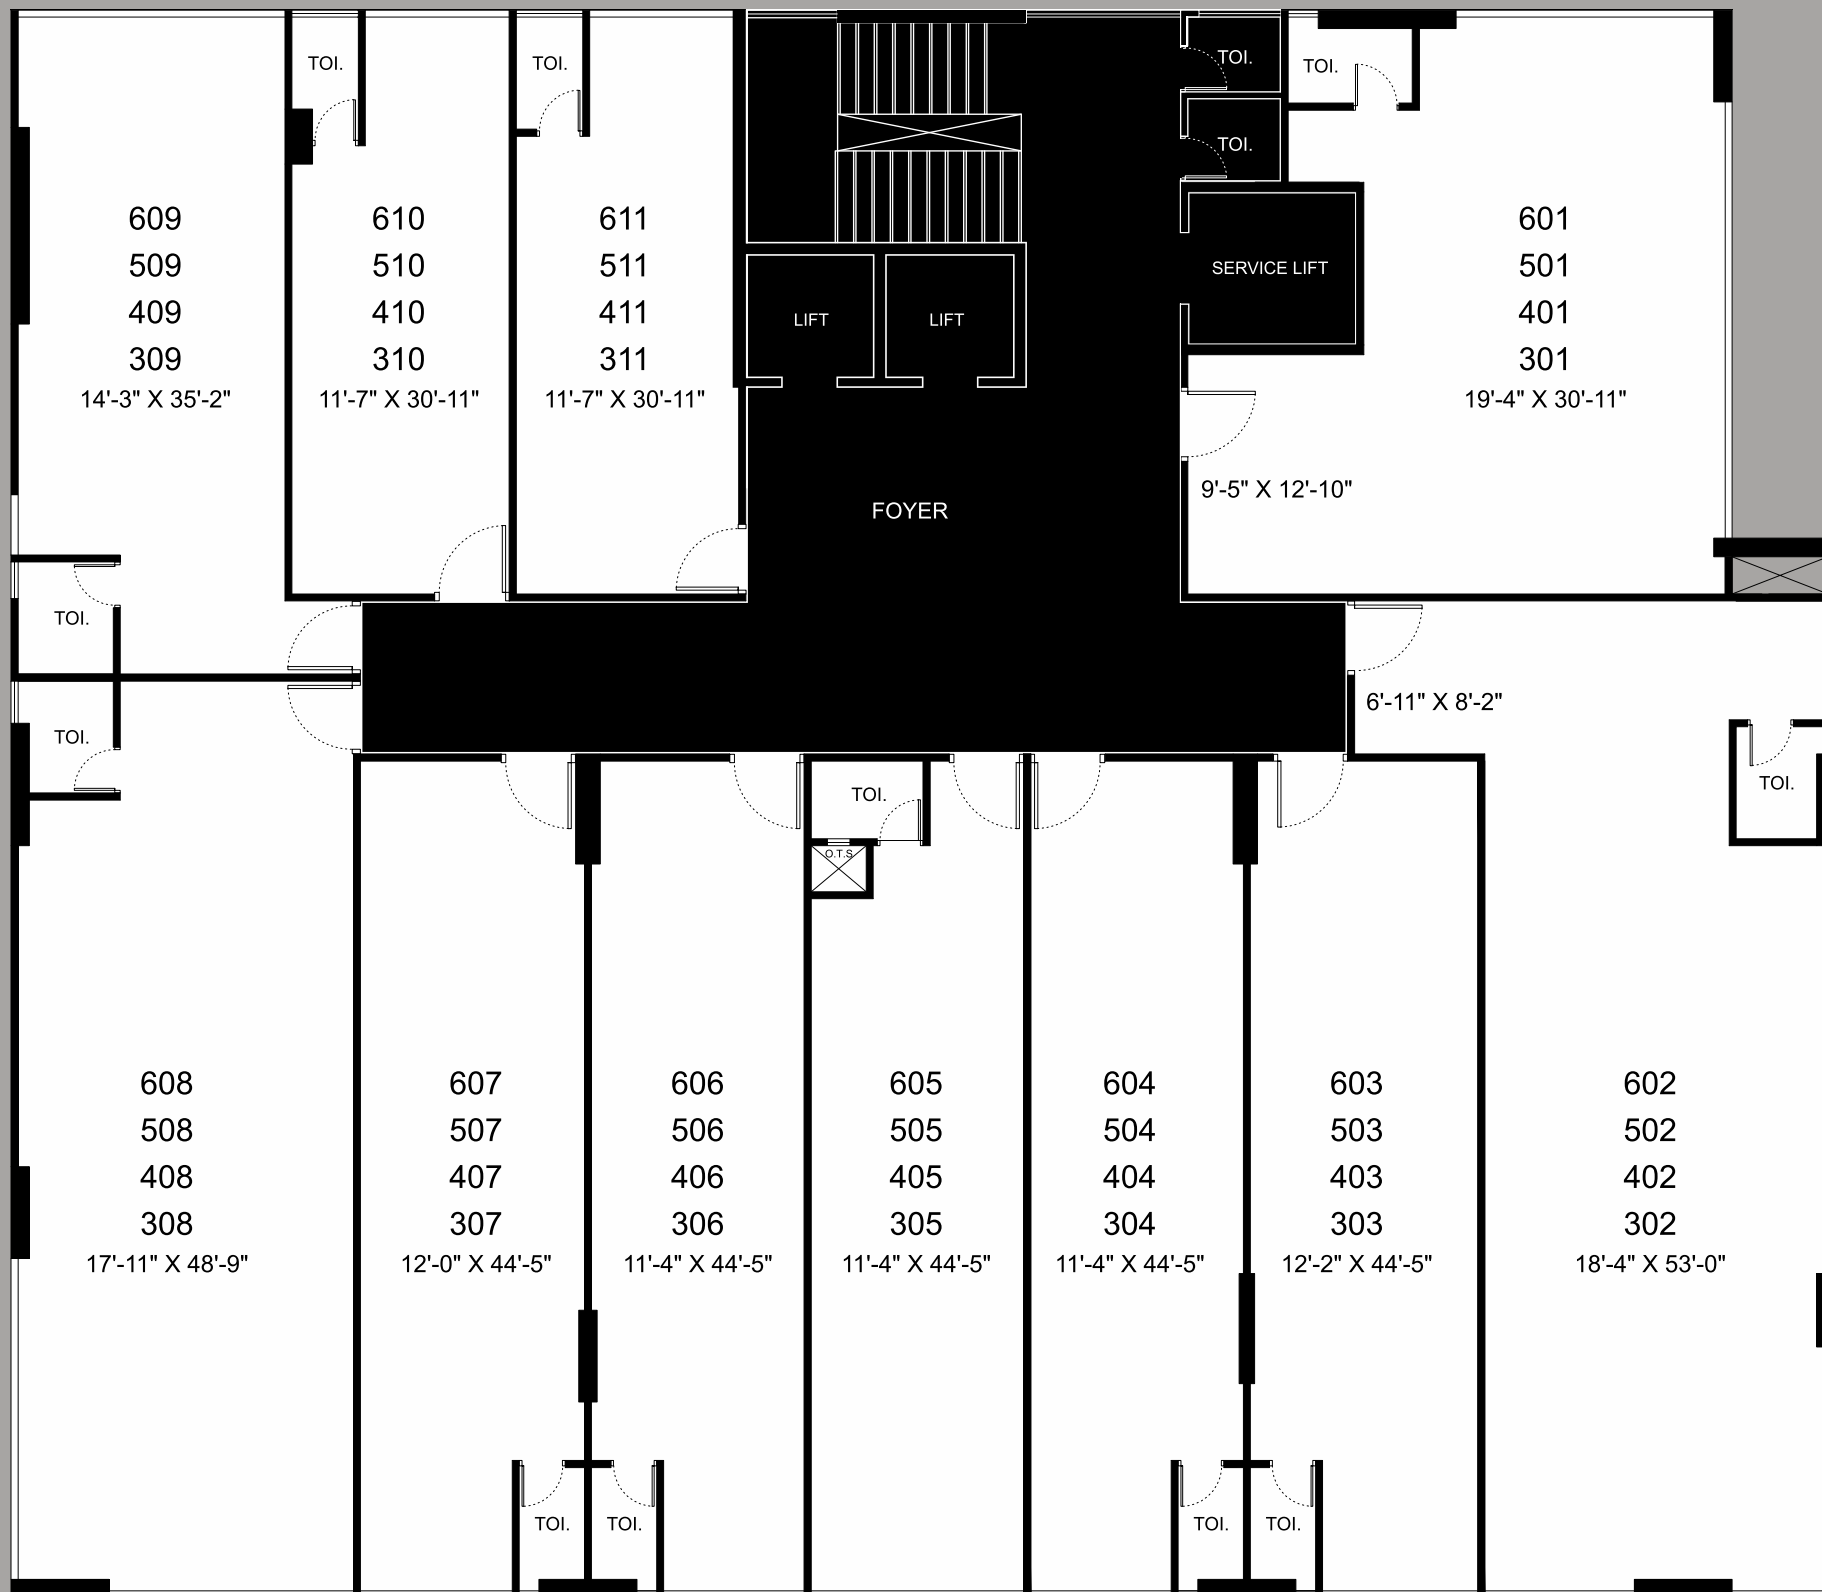 TOI.
TOI.
TOI.
TOI.
TOI.
609
509
409
309
14'-3" X 35'-2"
610
510
410
310
11'-7" X 30'-11"
611
511
411
311
11'-7" X 30'-11"
LIFT
LIFT
SERVICE LIFT
601
501
401
301
19'-4" X 30'-11"
9'-5" X 12'-10"
FOYER
TOI.
TOI.
6'-11" X 8'-2"
TOI.
TOI.
O.T.S
608
508
408
308
17'-11" X 48'-9"
607
507
407
307
12'-0" X 44'-5"
606
506
406
306
11'-4" X 44'-5"
605
505
405
305
11'-4" X 44'-5"
604
504
404
304
11'-4" X 44'-5"
603
503
403
303
12'-2" X 44'-5"
602
502
402
302
18'-4" X 53'-0"
TOI.
TOI.
TOI.
TOI.